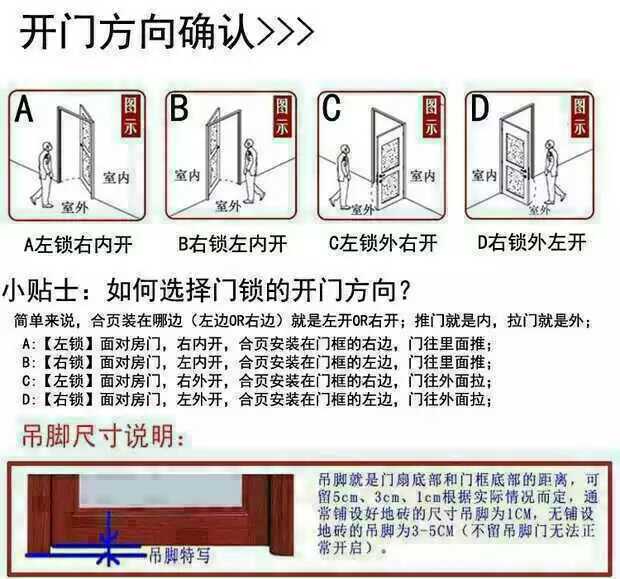 开门方向确认>>>
A 图示 室内 室外
B 图示 室内 室外
C 图示 室内 室外
D 图示 室内 室内 室外
A左锁右内开 B右锁左内开 C左锁外右开 D右锁外左开
小贴士：如何选择门锁的开门方向？
简单来说，合页装在哪边（左边OR右边）就是左开OR右开；推门就是内，拉门就是外；
A:【左锁】面对房门，右内开，合页安装在门框的右边，门往里面推；
B:【右锁】面对房门，左内开，合页安装在门框的左边，门往里面推；
C:【左锁】面对房门，右外开，合页安装在门框的右边，门往外面拉；
D:【右锁】面对房门，左外开，合页安装在门框的左边，门往外面拉；
吊脚尺寸说明：
吊脚就是门扇底部和门框底部的距离，可
留5cm、3cm、1cm根据实际情况而定，通
常铺设好地砖的尺寸吊脚为1CM，无铺设
地砖的吊脚为3-5CM（不留吊脚门无法正
常开启）。
吊脚特写